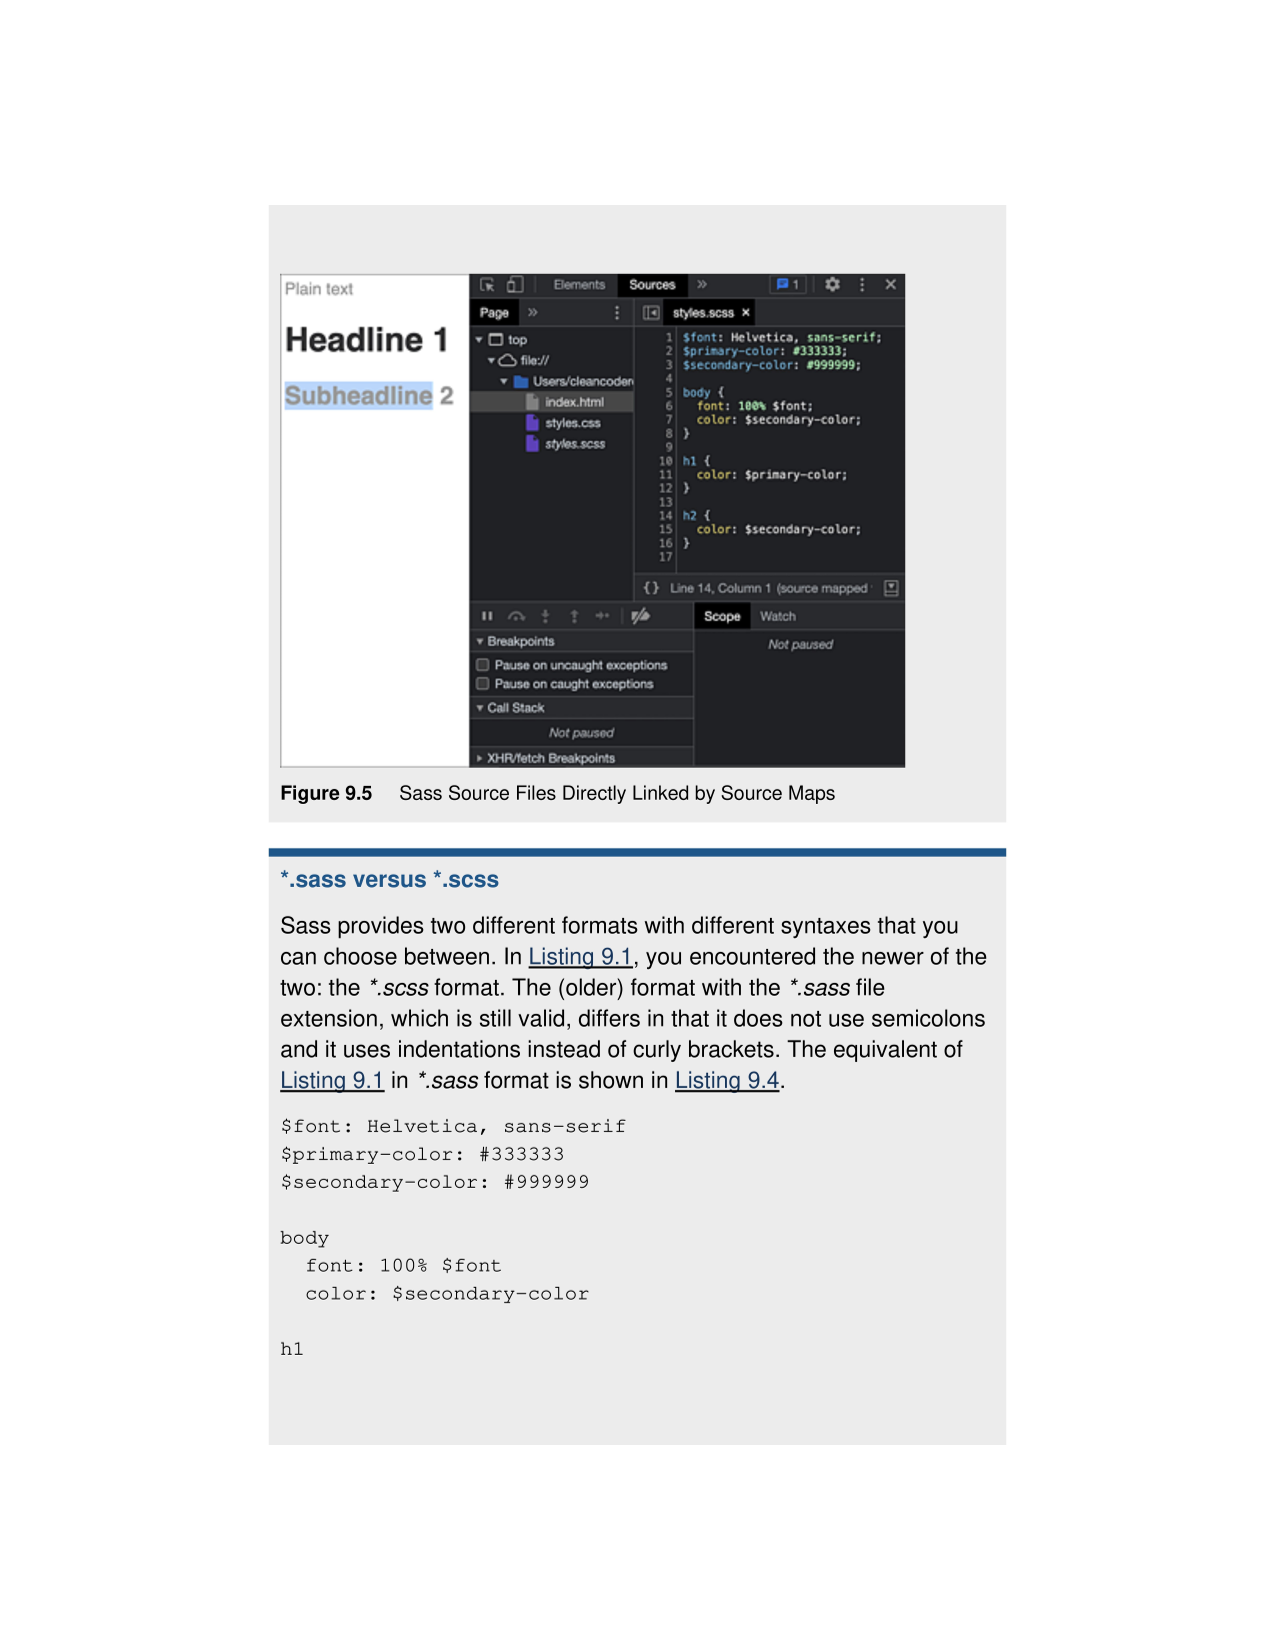 Plain text
Headline 1
Subheadline 2
Elements Sources » 1
Page »
top
file://
Users/cleancoder
index.html
styles.css
styles.scss
styles.scss ×
1 $font: Helvetica, sans-serif;
2 $primary-color: #333333;
3 $secondary-color: #999999;
4
5 body {
6 font: 100% $font;
7 color: $secondary-color;
8 }
9
10 h1 {
11 color: $primary-color;
12 }
13
14 h2 {
15 color: $secondary-color;
16 }
17
{} Line 14, Column 1 (source mapped
Breakpoints
Pause on uncaught exceptions
Pause on caught exceptions
Call Stack
Not paused
XHR/fetch Breakpoints
Scope Watch
Not paused
Figure 9.5 Sass Source Files Directly Linked by Source Maps
*.sass versus *.scss
Sass provides two different formats with different syntaxes that you
can choose between. In Listing 9.1, you encountered the newer of the
two: the *.scss format. The (older) format with the *.sass file
extension, which is still valid, differs in that it does not use semicolons
and it uses indentations instead of curly brackets. The equivalent of
Listing 9.1 in *.sass format is shown in Listing 9.4.
$font: Helvetica, sans-serif
$primary-color: #333333
$secondary-color: #999999
body
font: 100% $font
color: $secondary-color
h1